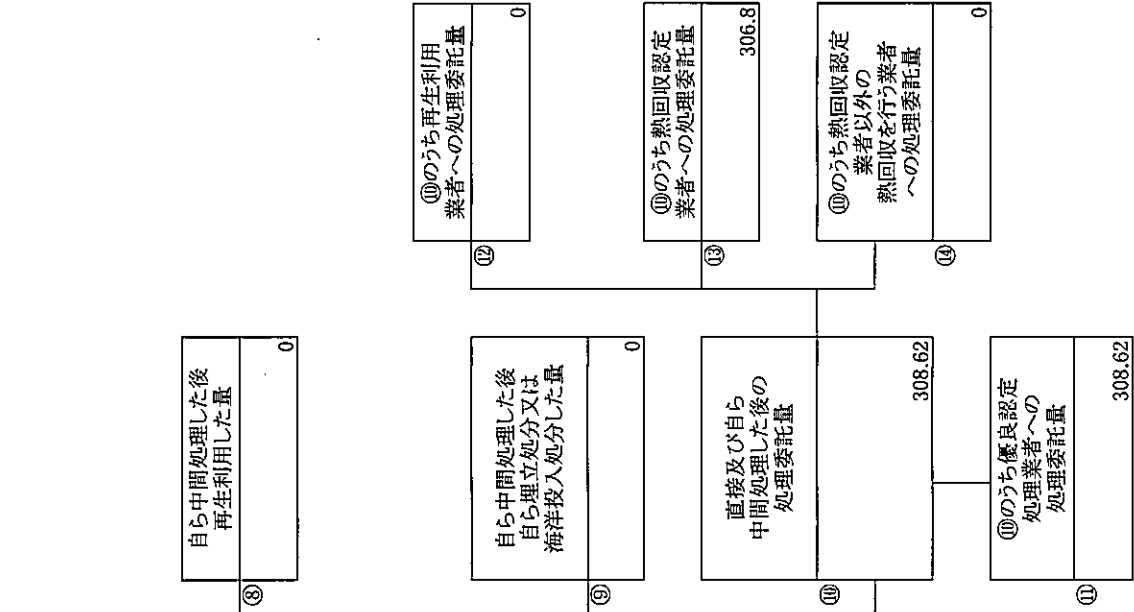 ⑧
自ら中間処理した後
再生利用した量
0
⑨
自ら中間処理した後
自ら埋立処分又は
海洋投入処分した量
0
⑩
直接及び自ら
中間処理した後の
処理委託量
308.62
⑪
⑩のうち優良認定
処理業者への
処理委託量
308.62
⑫
⑩のうち再生利用
業者への処理委託量
0
⑬
⑩のうち熱回収認定
業者への処理委託量
306.8
⑭
⑩のうち熱回収認定
業者以外の
熱回収を行う業者
への処理委託量
0